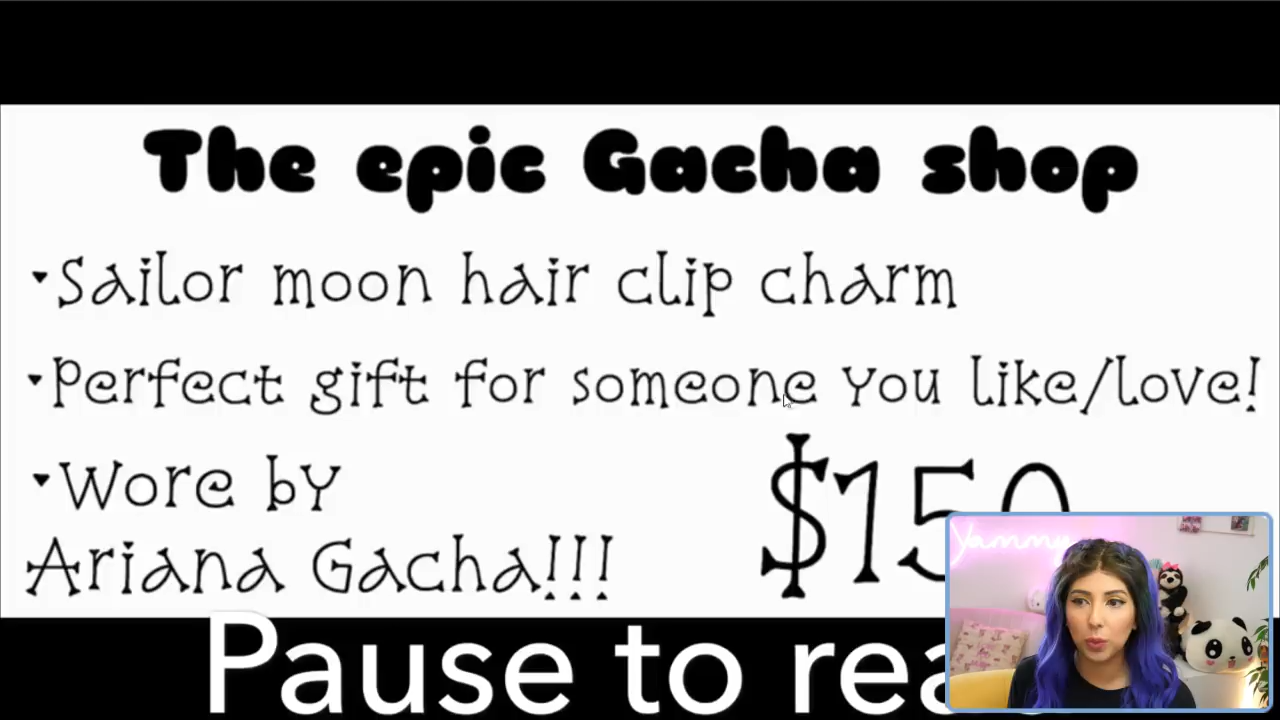 The epic Gacha shop
•Sailor moon hair clip charm
•Perfect gift for someone you like/love!
•Wore by
Ariana Gacha!!!
$150
Pause to
Yammy